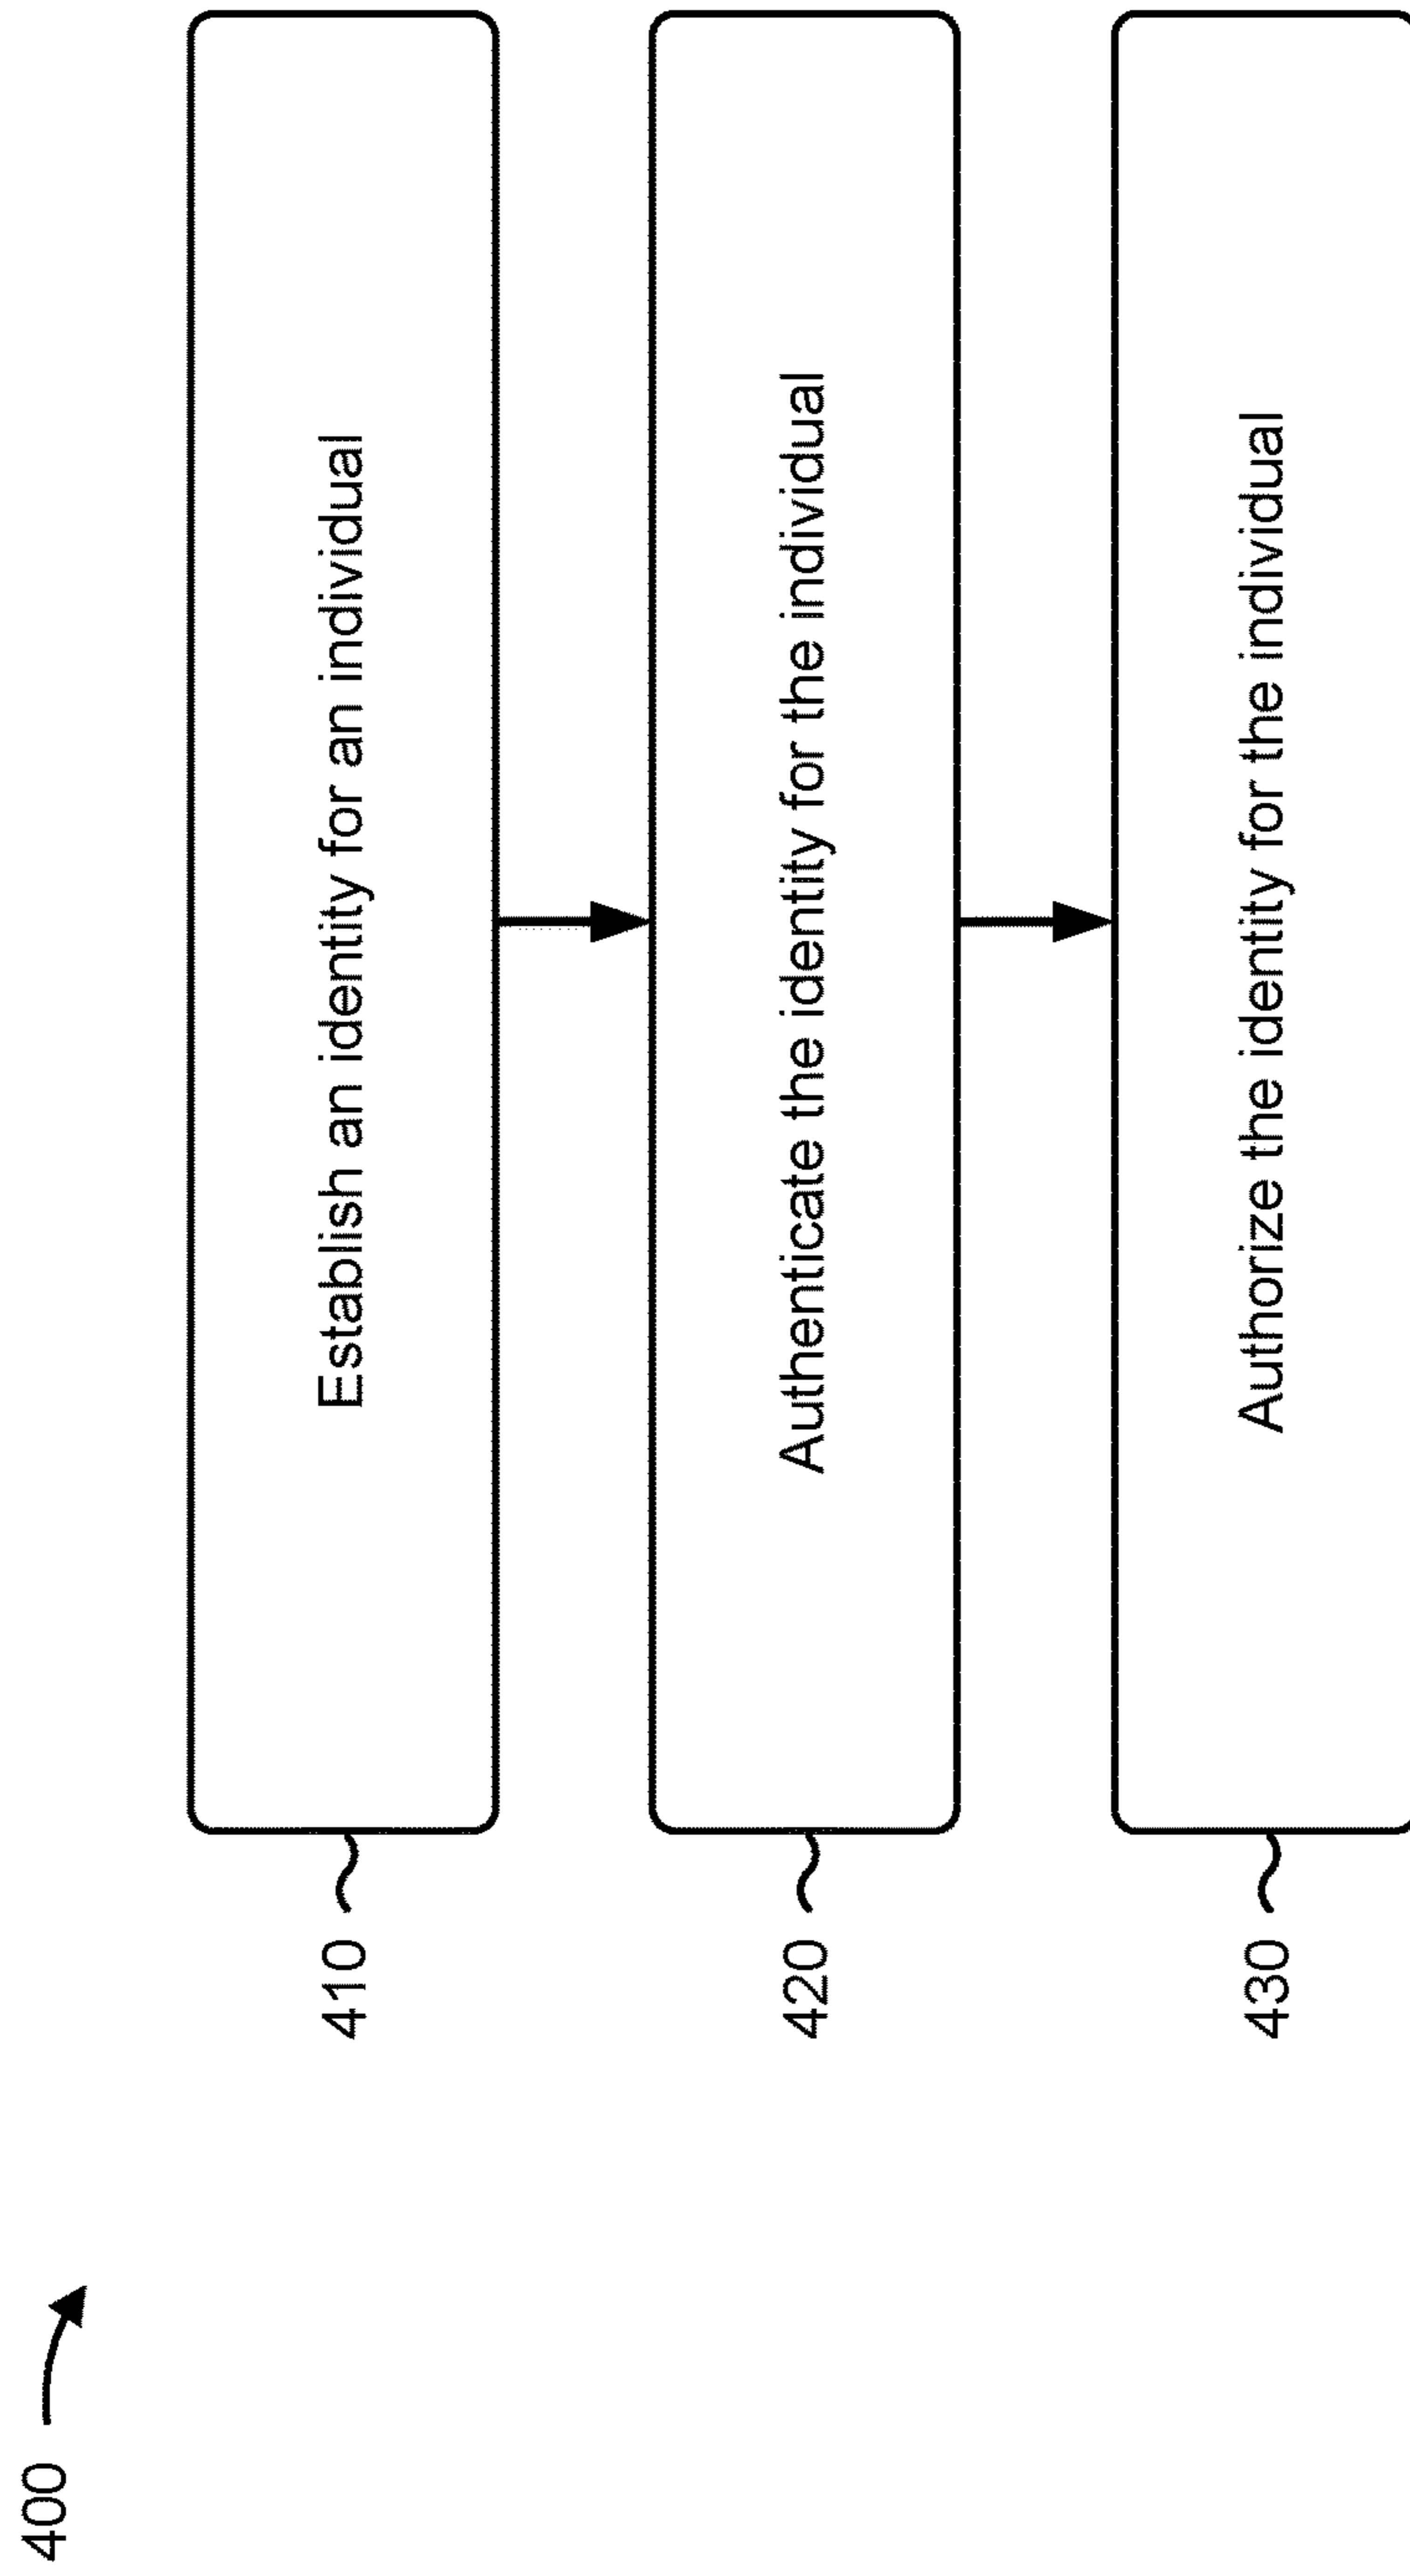 400
410
Establish an identity for an individual
420
Authenticate the identity for the individual
430
Authorize the identity for the individual